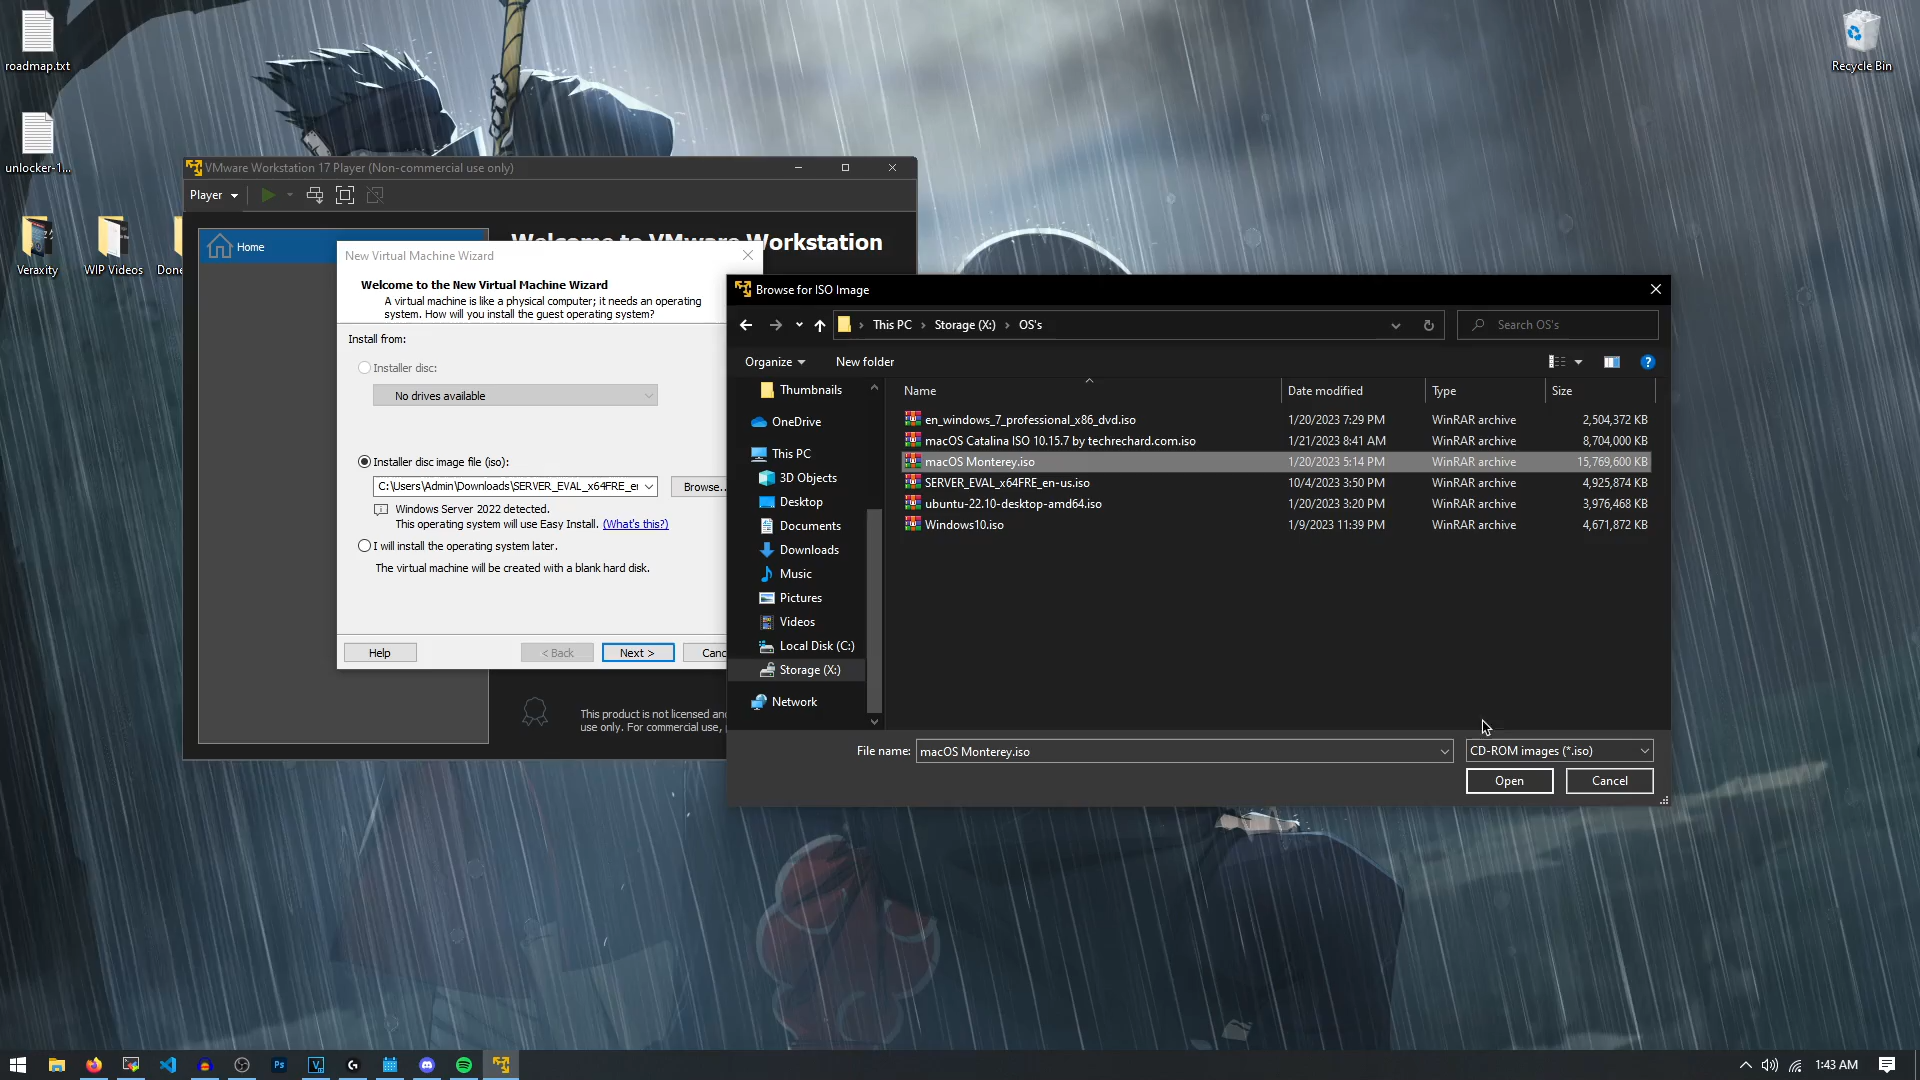 roadmap.txt
unlocker-1...
Veraxity
WIP Videos
Done
Recycle Bin
VMware Workstation 17 Player (Non-commercial use only)
Player
Home
Welcome to VMware Workstation
New Virtual Machine Wizard
Welcome to the New Virtual Machine Wizard
A virtual machine is like a physical computer; it needs an operating
system. How will you install the guest operating system?
Install from:
Installer disc:
No drives available
Installer disc image file (iso):
C:\Users\Admin\Downloads\SERVER_EVAL_x64FRE_en
Browse..
Windows Server 2022 detected.
This operating system will use Easy Install. (What's this?)
I will install the operating system later.
The virtual machine will be created with a blank hard disk.
Help
< Back
Next >
Canc
This product is not licensed and
use only. For commercial use,
Browse for ISO Image
This PC > Storage (X:) > OS's
Search OS's
Organize
New folder
Thumbnails
OneDrive
This PC
3D Objects
Desktop
Documents
Downloads
Music
Pictures
Videos
Local Disk (C:)
Storage (X:)
Network
Name Date modified Type Size
en_windows_7_professional_x86_dvd.iso 1/20/2023 7:29 PM WinRAR archive 2,504,372 KB
macOS Catalina ISO 10.15.7 by techrechard.com.iso 1/21/2023 8:41 AM WinRAR archive 8,704,000 KB
macOS Monterey.iso 1/20/2023 5:14 PM WinRAR archive 15,769,600 KB
SERVER_EVAL_x64FRE_en-us.iso 10/4/2023 3:50 PM WinRAR archive 4,925,874 KB
ubuntu-22.10-desktop-amd64.iso 1/20/2023 3:20 PM WinRAR archive 3,976,468 KB
Windows10.iso 1/9/2023 11:39 PM WinRAR archive 4,671,872 KB
File name: macOS Monterey.iso
CD-ROM images (*.iso)
Open
Cancel
Ps
1:43 AM